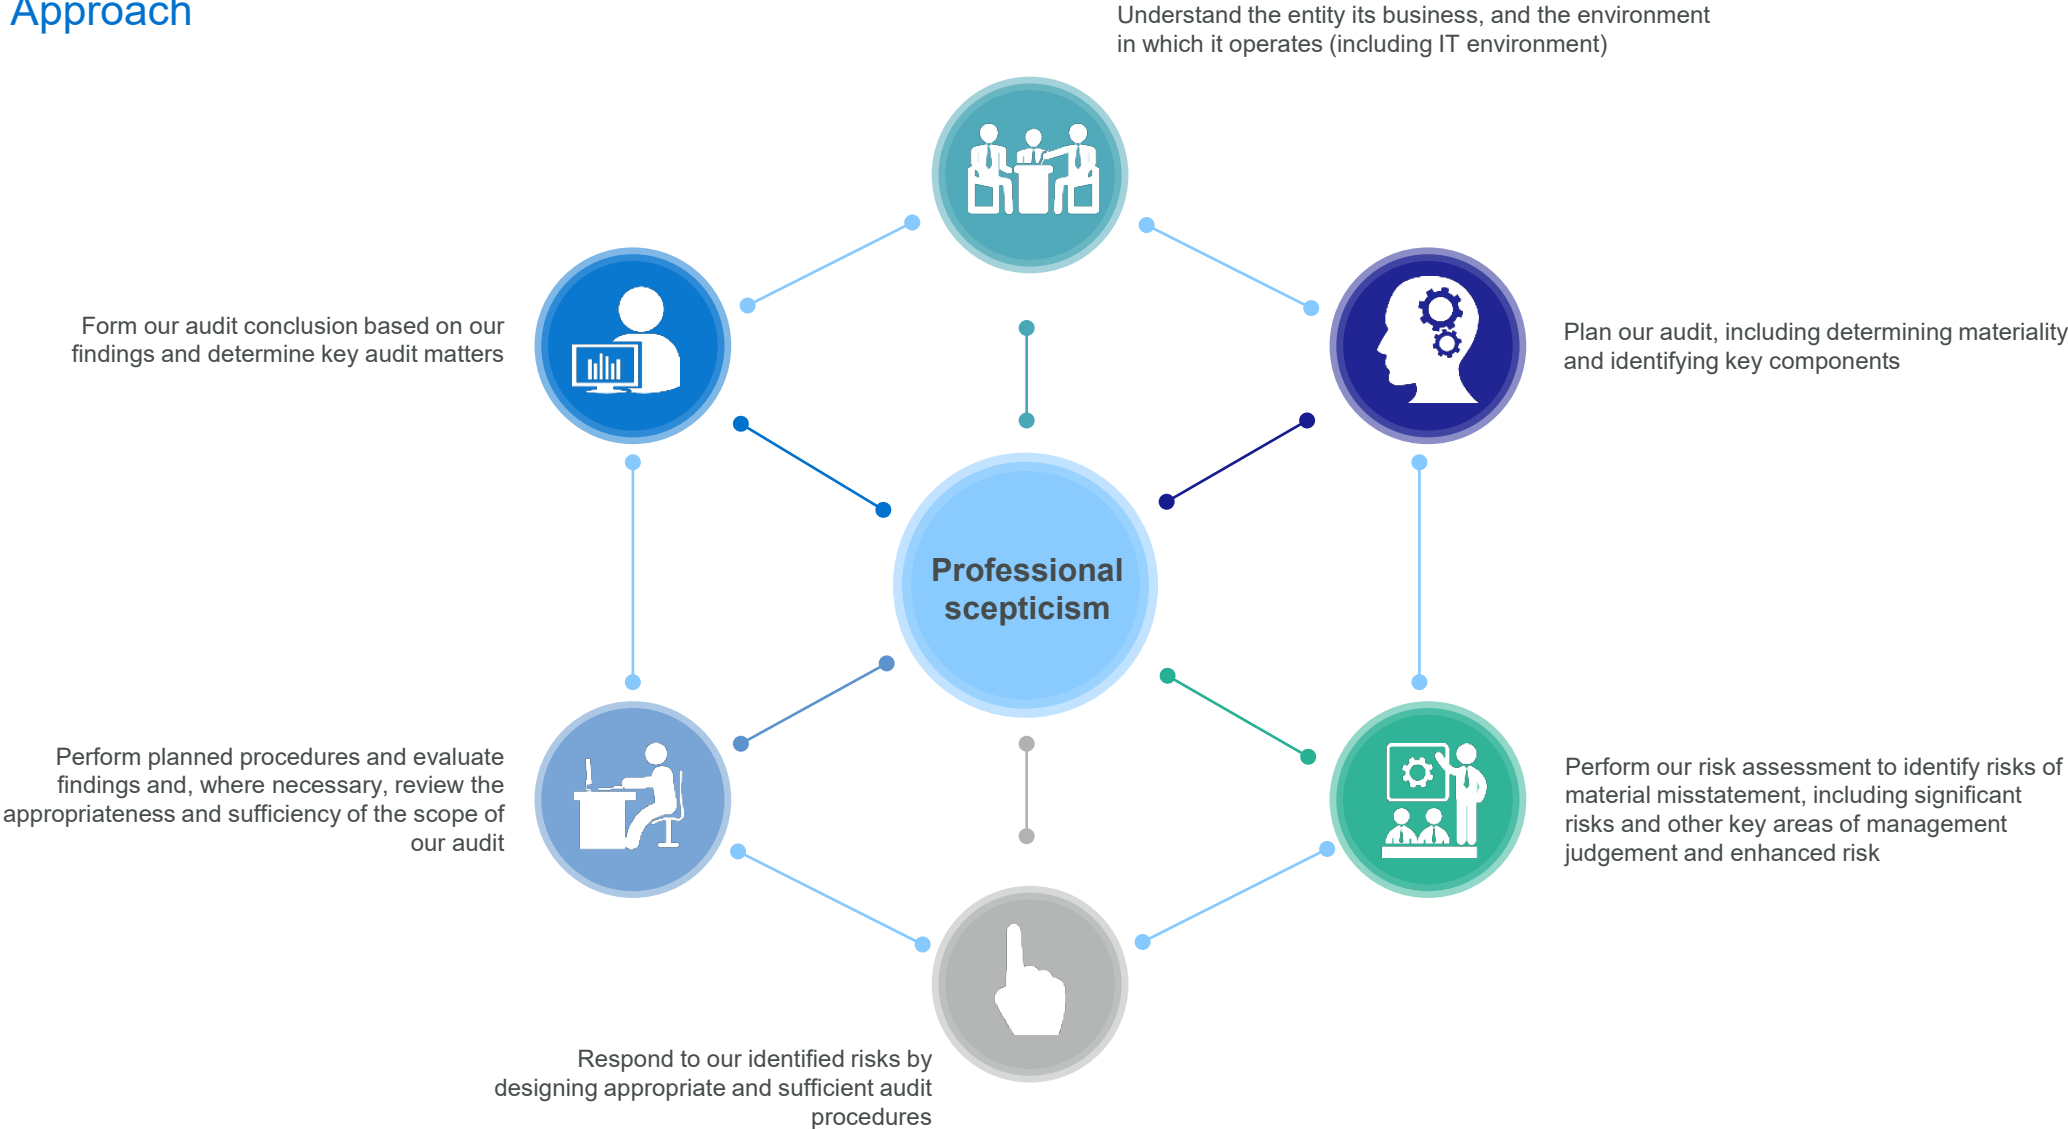 Approach
Understand the entity its business, and the environment
in which it operates (including IT environment)
Form our audit conclusion based on our
findings and determine key audit matters
Plan our audit, including determining materiality
and identifying key components
Professional
scepticism
Perform planned procedures and evaluate
findings and, where necessary, review the
appropriateness and sufficiency of the scope of
our audit
Perform our risk assessment to identify risks of
material misstatement, including significant
risks and other key areas of management
judgement and enhanced risk
Respond to our identified risks by
designing appropriate and sufficient audit
procedures